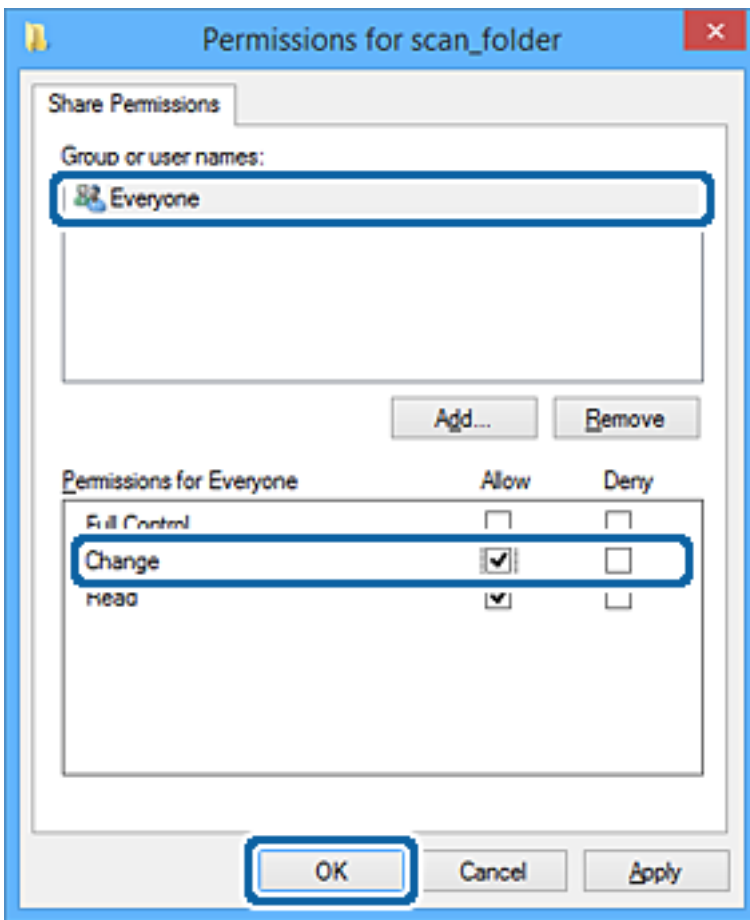 Permissions for scan_folder
Share Permissions
Group or user names:
Everyone
Add... Remove
Permissions for Everyone Allow Deny
Full Control
Change
Read
OK Cancel Apply